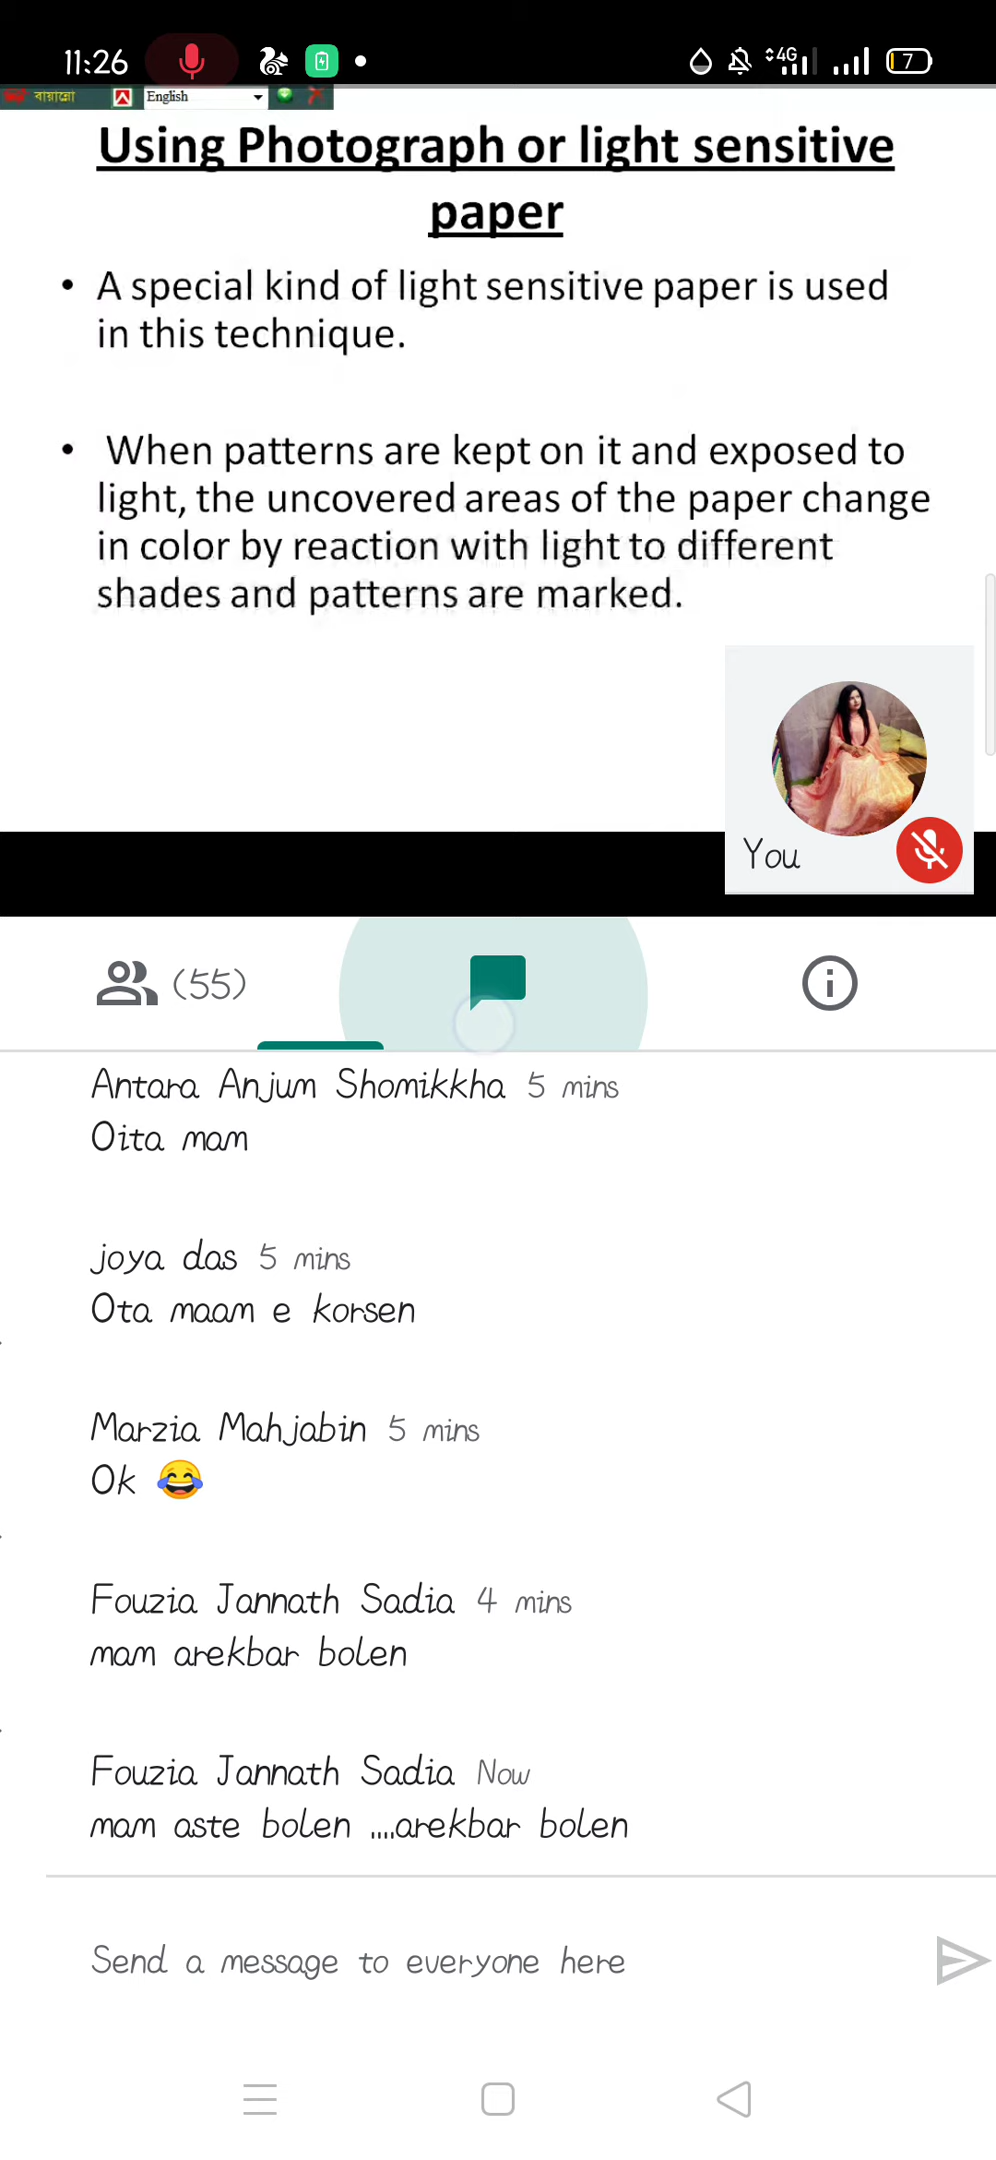 11:26
4G
7
বায়ান্নো English
Using Photograph or light sensitive
paper
• A special kind of light sensitive paper is used
in this technique.
• When patterns are kept on it and exposed to
light, the uncovered areas of the paper change
in color by reaction with light to different
shades and patterns are marked.
You
(55)
Antara Anjum Shomikkha 5 mins
Oita mam
joya das 5 mins
Ota maam e korsen
Marzia Mahjabin 5 mins
Ok 😂
Fouzia Jannath Sadia 4 mins
mam arekbar bolen
Fouzia Jannath Sadia Now
mam aste bolen ....arekbar bolen
Send a message to everyone here